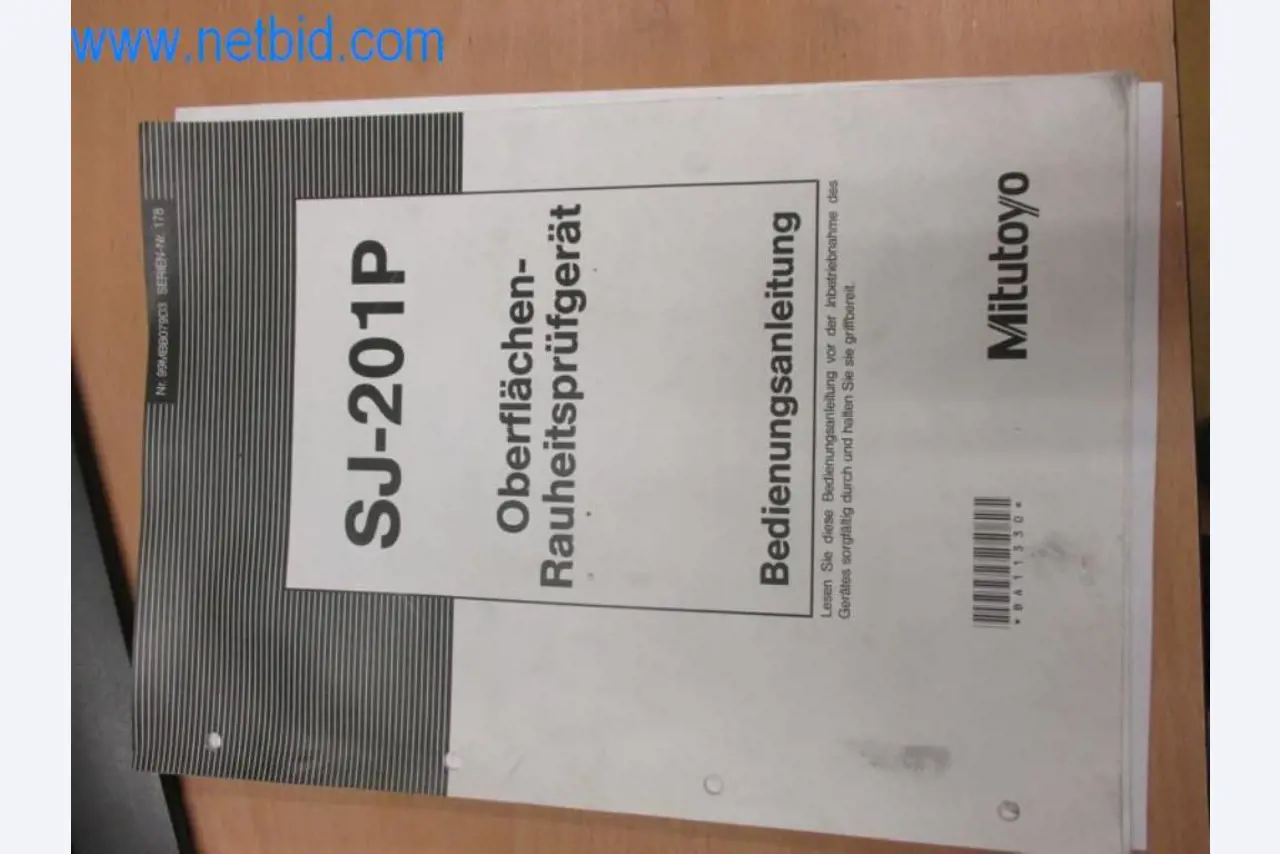 www.netbid.com
Nr. 99MBB079D3 SERIEN-Nr. 178
SJ-201P
Oberflächen-
Rauheitsprüfgerät
Bedienungsanleitung
Lesen Sie diese Bedienungsanleitung vor der Inbetriebnahme des
Gerätes sorgfältig durch und halten Sie sie griffbereit.
Mitutoyo
*BA11330*